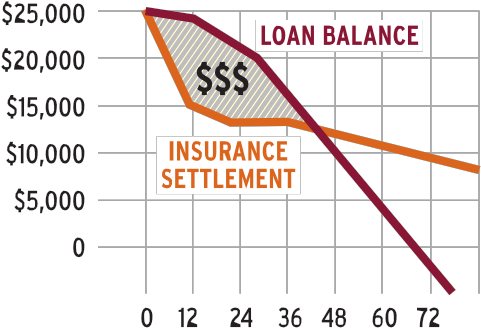 $25,000
LOAN BALANCE
$20,000
$$$
$15,000
INSURANCE
SETTLEMENT
$10,000
$5,000
0
0 12 24 36 48 60 72